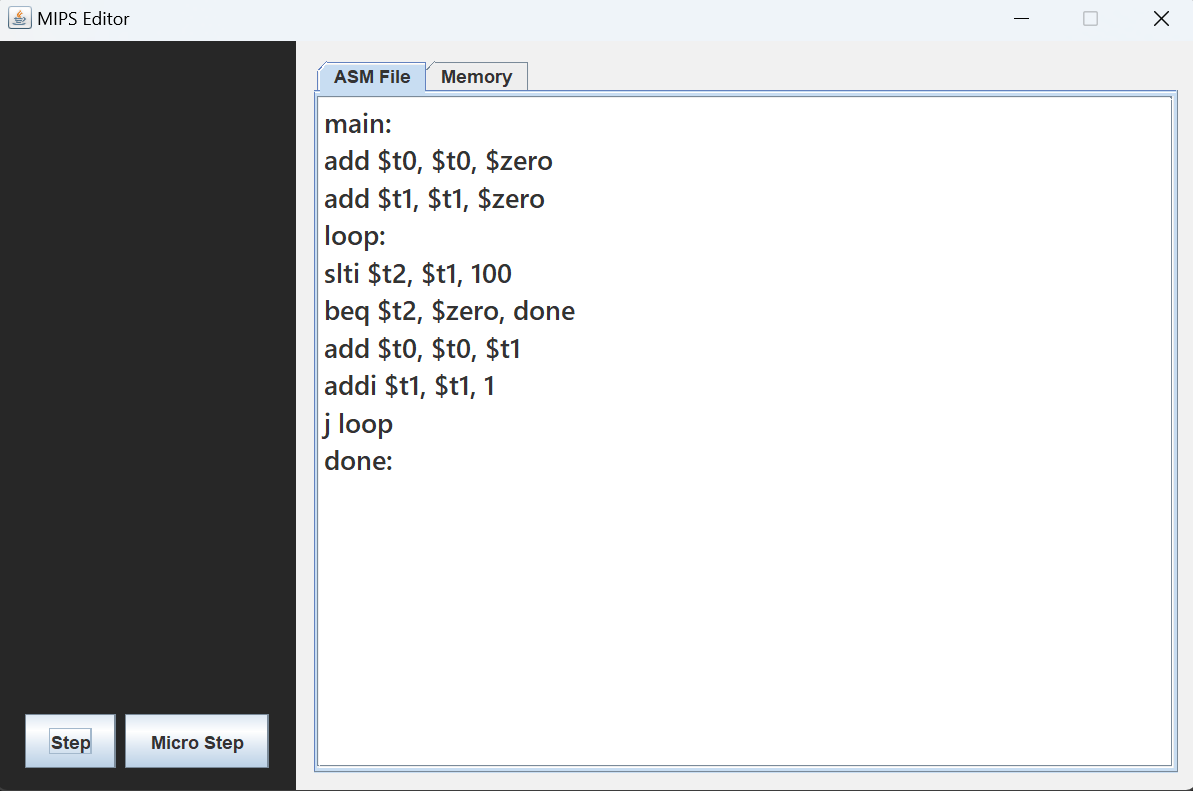 MIPS Editor
ASM File Memory
main:
add $t0, $t0, $zero
add $t1, $t1, $zero
loop:
slti $t2, $t1, 100
beq $t2, $zero, done
add $t0, $t0, $t1
addi $t1, $t1, 1
j loop
done:
Step Micro Step